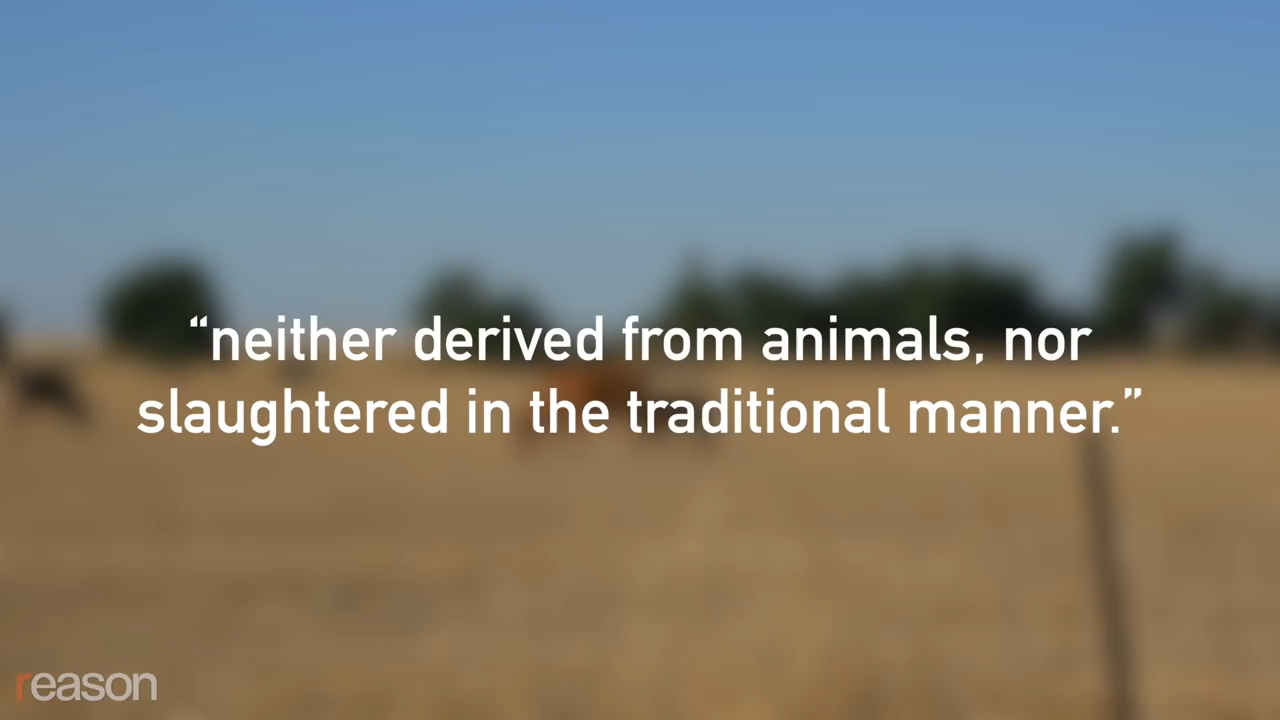 “neither derived from animals, nor
slaughtered in the traditional manner.”
reason